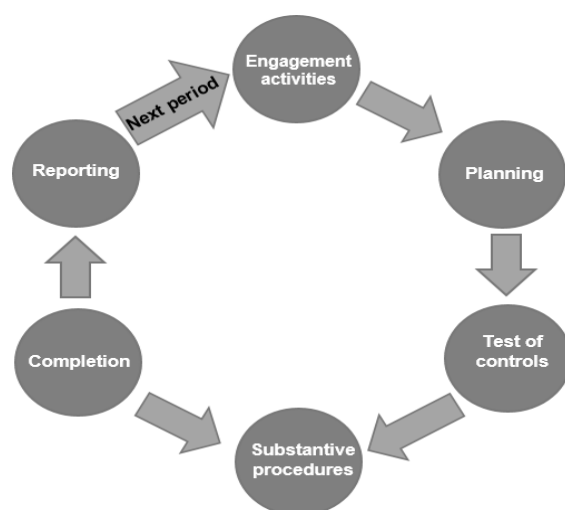 Engagement
activities
Next period
Reporting
Planning
Completion
Test of
controls
Substantive
procedures